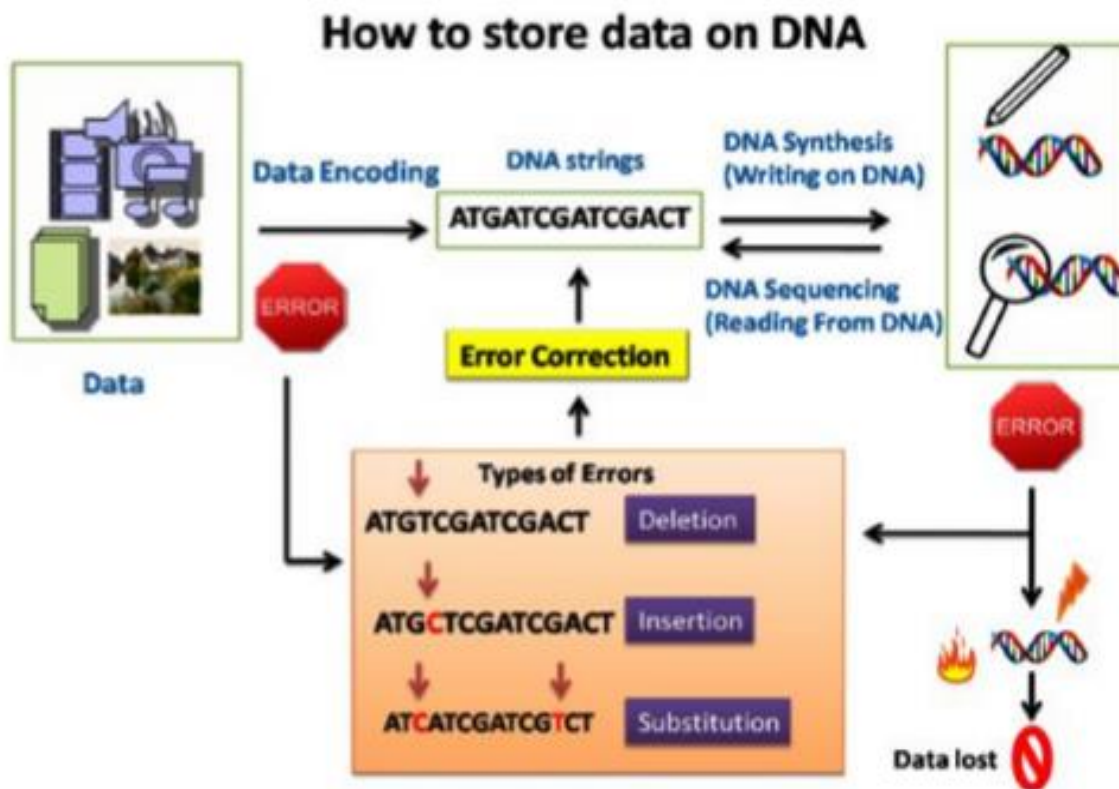 How to store data on DNA
Data Encoding
DNA strings
ATGATCGATCGACT
DNA Synthesis
(Writing on DNA)
DNA Sequencing
(Reading From DNA)
ERROR
Data
Error Correction
ERROR
Types of Errors
ATGTCGATCGACT
Deletion
ATGCTCGATCGACT
Insertion
ATCATCGATCGTCT
Substitution
Data lost